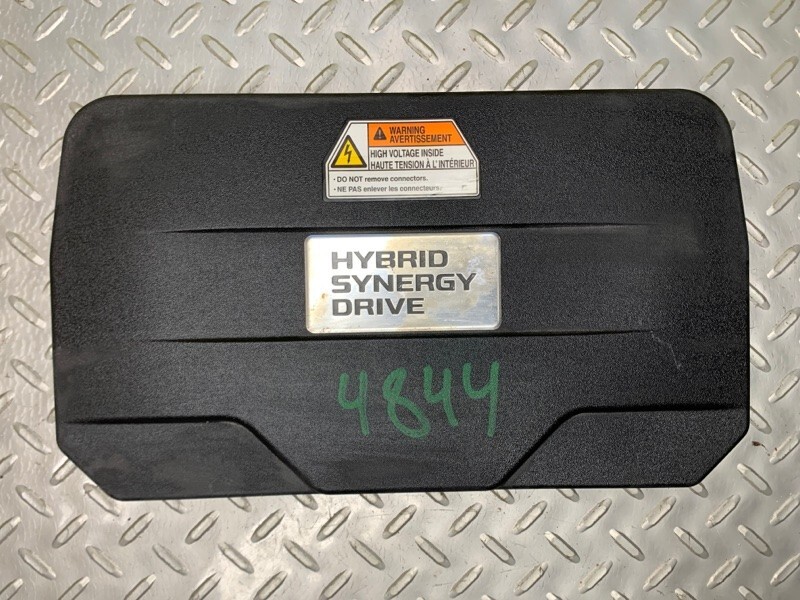 WARNING
AVERTISSEMENT
HIGH VOLTAGE INSIDE
HAUTE TENSION À L'INTÉRIEUR
· DO NOT remove connectors.
· NE PAS enlever les connecteurs.
HYBRID
SYNERGY
DRIVE
4844